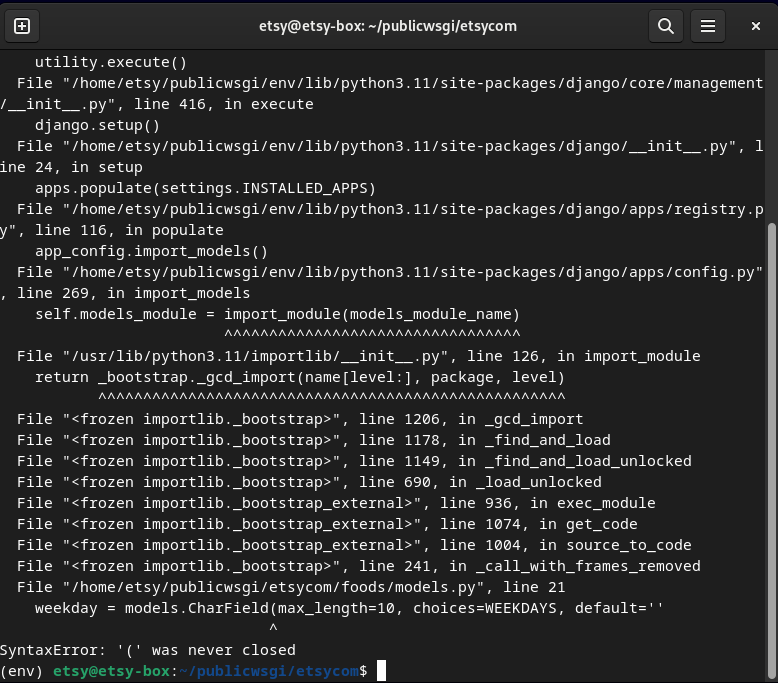 etsy@etsy-box: ~/publicwsgi/etsycom
    utility.execute()
  File "/home/etsy/publicwsgi/env/lib/python3.11/site-packages/django/core/management
/__init__.py", line 416, in execute
    django.setup()
  File "/home/etsy/publicwsgi/env/lib/python3.11/site-packages/django/__init__.py", l
ine 24, in setup
    apps.populate(settings.INSTALLED_APPS)
  File "/home/etsy/publicwsgi/env/lib/python3.11/site-packages/django/apps/registry.p
y", line 116, in populate
    app_config.import_models()
  File "/home/etsy/publicwsgi/env/lib/python3.11/site-packages/django/apps/config.py"
, line 269, in import_models
    self.models_module = import_module(models_module_name)
                         ^^^^^^^^^^^^^^^^^^^^^^^^^^^^^^^^^
  File "/usr/lib/python3.11/importlib/__init__.py", line 126, in import_module
    return _bootstrap._gcd_import(name[level:], package, level)
           ^^^^^^^^^^^^^^^^^^^^^^^^^^^^^^^^^^^^^^^^^^^^^^^^^^^^
  File "<frozen importlib._bootstrap>", line 1206, in _gcd_import
  File "<frozen importlib._bootstrap>", line 1178, in _find_and_load
  File "<frozen importlib._bootstrap>", line 1149, in _find_and_load_unlocked
  File "<frozen importlib._bootstrap>", line 690, in _load_unlocked
  File "<frozen importlib._bootstrap_external>", line 936, in exec_module
  File "<frozen importlib._bootstrap_external>", line 1074, in get_code
  File "<frozen importlib._bootstrap_external>", line 1004, in source_to_code
  File "<frozen importlib._bootstrap>", line 241, in _call_with_frames_removed
  File "/home/etsy/publicwsgi/etsycom/foods/models.py", line 21
    weekday = models.CharField(max_length=10, choices=WEEKDAYS, default=''
                              ^
SyntaxError: '(' was never closed
(env) etsy@etsy-box:~/publicwsgi/etsycom$